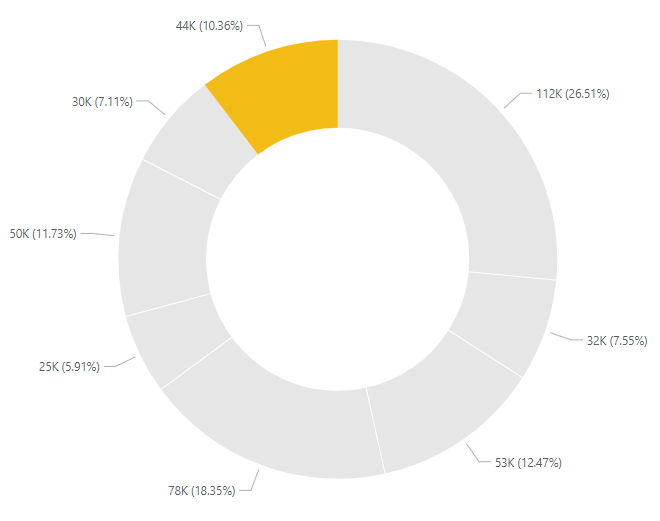 44K (10.36%)
112K (26.51%)
30K (7.11%)
50K (11.73%)
32K (7.55%)
25K (5.91%)
53K (12.47%)
78K (18.35%)